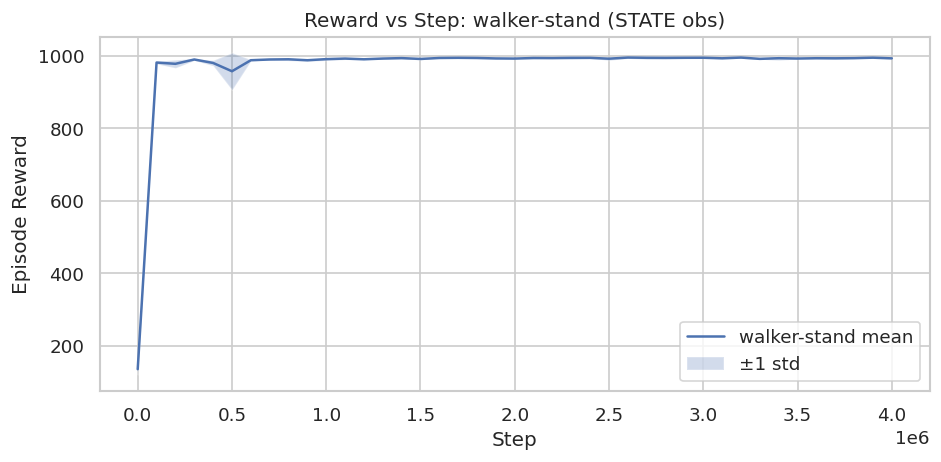 Reward vs Step: walker-stand (STATE obs)
Episode Reward
1000
800
600
400
200
walker-stand mean
±1 std
0.0 0.5 1.0 1.5 2.0 2.5 3.0 3.5 4.0
1e6
Step